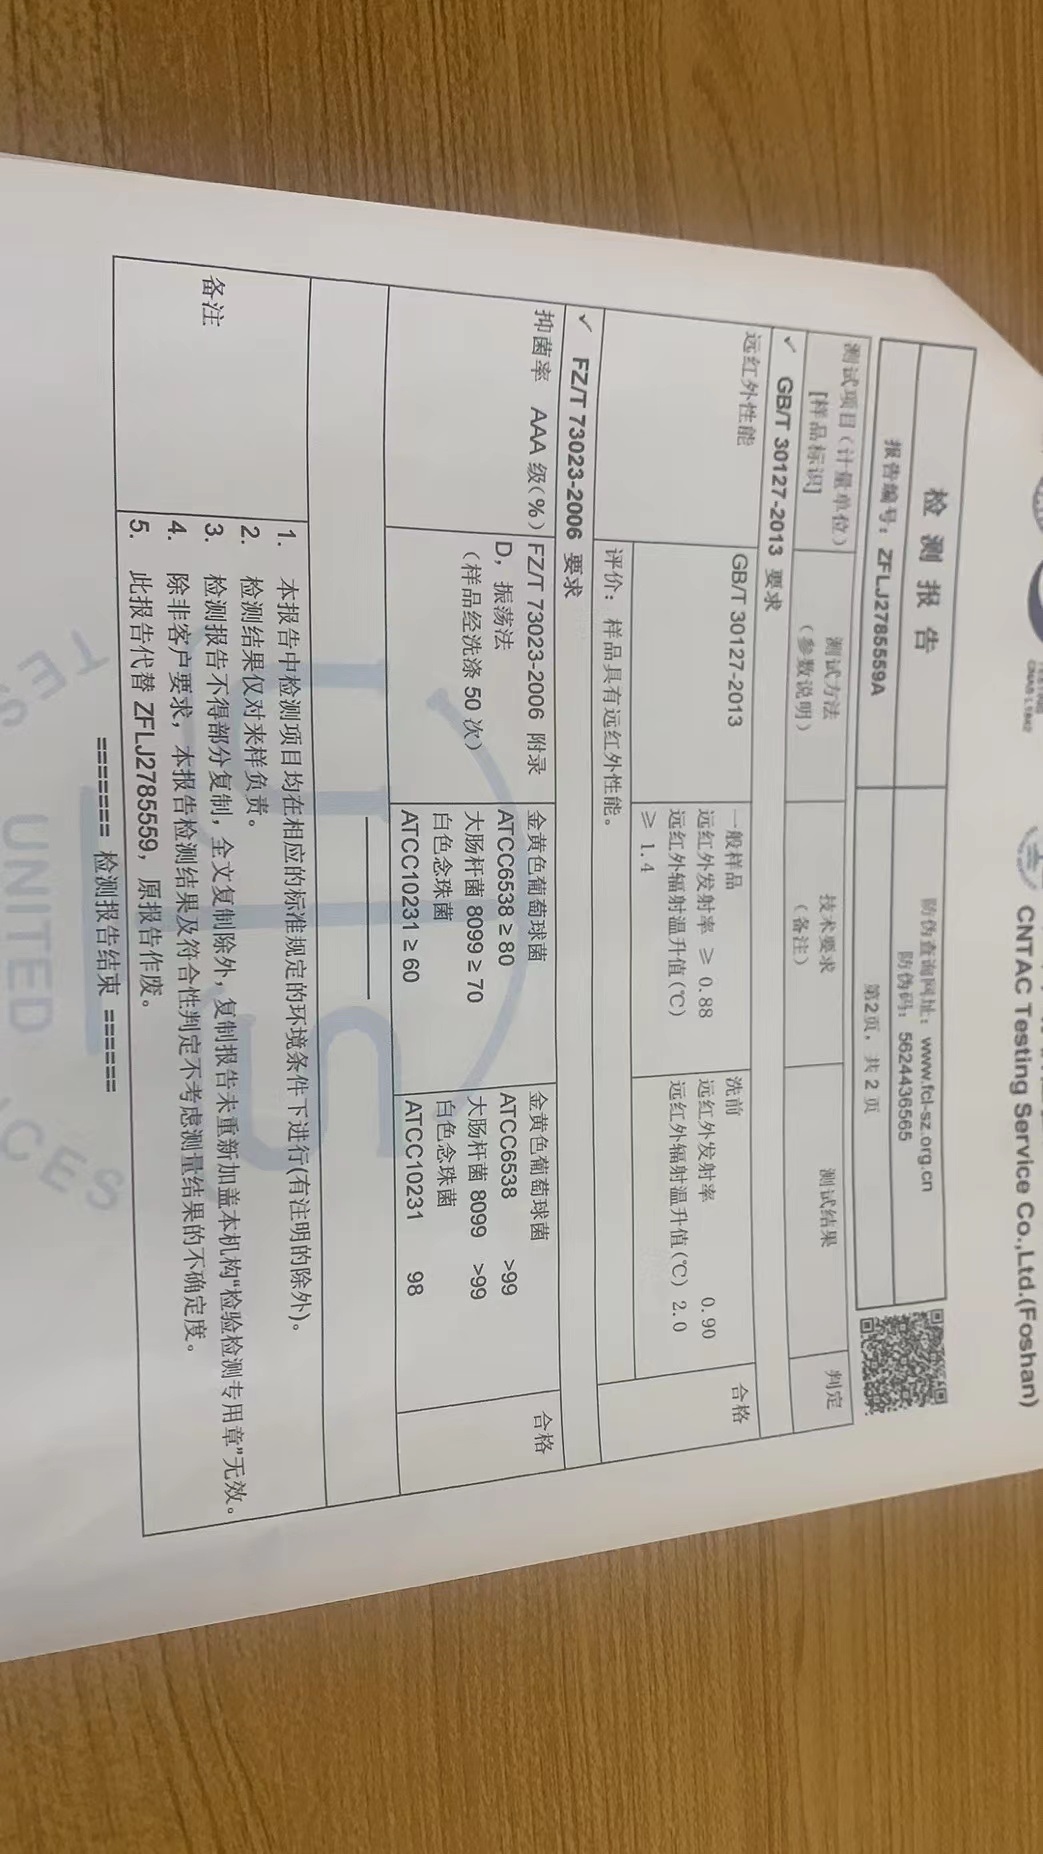 CNTAC Testing Service Co.,Ltd.(Foshan)
检 测 报 告
防伪查询网址：www.fcl-sz.org.cn
防伪码：5624436565
报告编号：ZFLJ2785559A
第2页，共 2 页
测试项目（计量单位）
[样品标识]
测试方法
（参数说明）
技术要求
（备注）
测试结果
判定
✓ GB/T 30127-2013 要求
远红外性能
GB/T 30127-2013
一般样品
远红外发射率 ≥ 0.88
远红外辐射温升值(℃)
≥ 1.4
洗前
远红外发射率 0.90
远红外辐射温升值(℃) 2.0
合格
评价：样品具有远红外性能。
✓ FZ/T 73023-2006 要求
抑菌率 AAA 级(%)
FZ/T 73023-2006 附录
D，振荡法
（样品经洗涤 50 次）
金黄色葡萄球菌
ATCC6538 ≥ 80
大肠杆菌 8099 ≥ 70
白色念珠菌
ATCC10231 ≥ 60
金黄色葡萄球菌
ATCC6538 >99
大肠杆菌 8099 >99
白色念珠菌
ATCC10231 98
合格
备注
1. 本报告中检测项目均在相应的标准规定的环境条件下进行(有注明的除外)。
2. 检测结果仅对来样负责。
3. 检测报告不得部分复制，全文复制除外，复制报告未重新加盖本机构“检验检测专用章”无效。
4. 除非客户要求，本报告检测结果及符合性判定不考虑测量结果的不确定度。
5. 此报告代替 ZFLJ2785559，原报告作废。
======= 检测报告结束 ======
UNITED